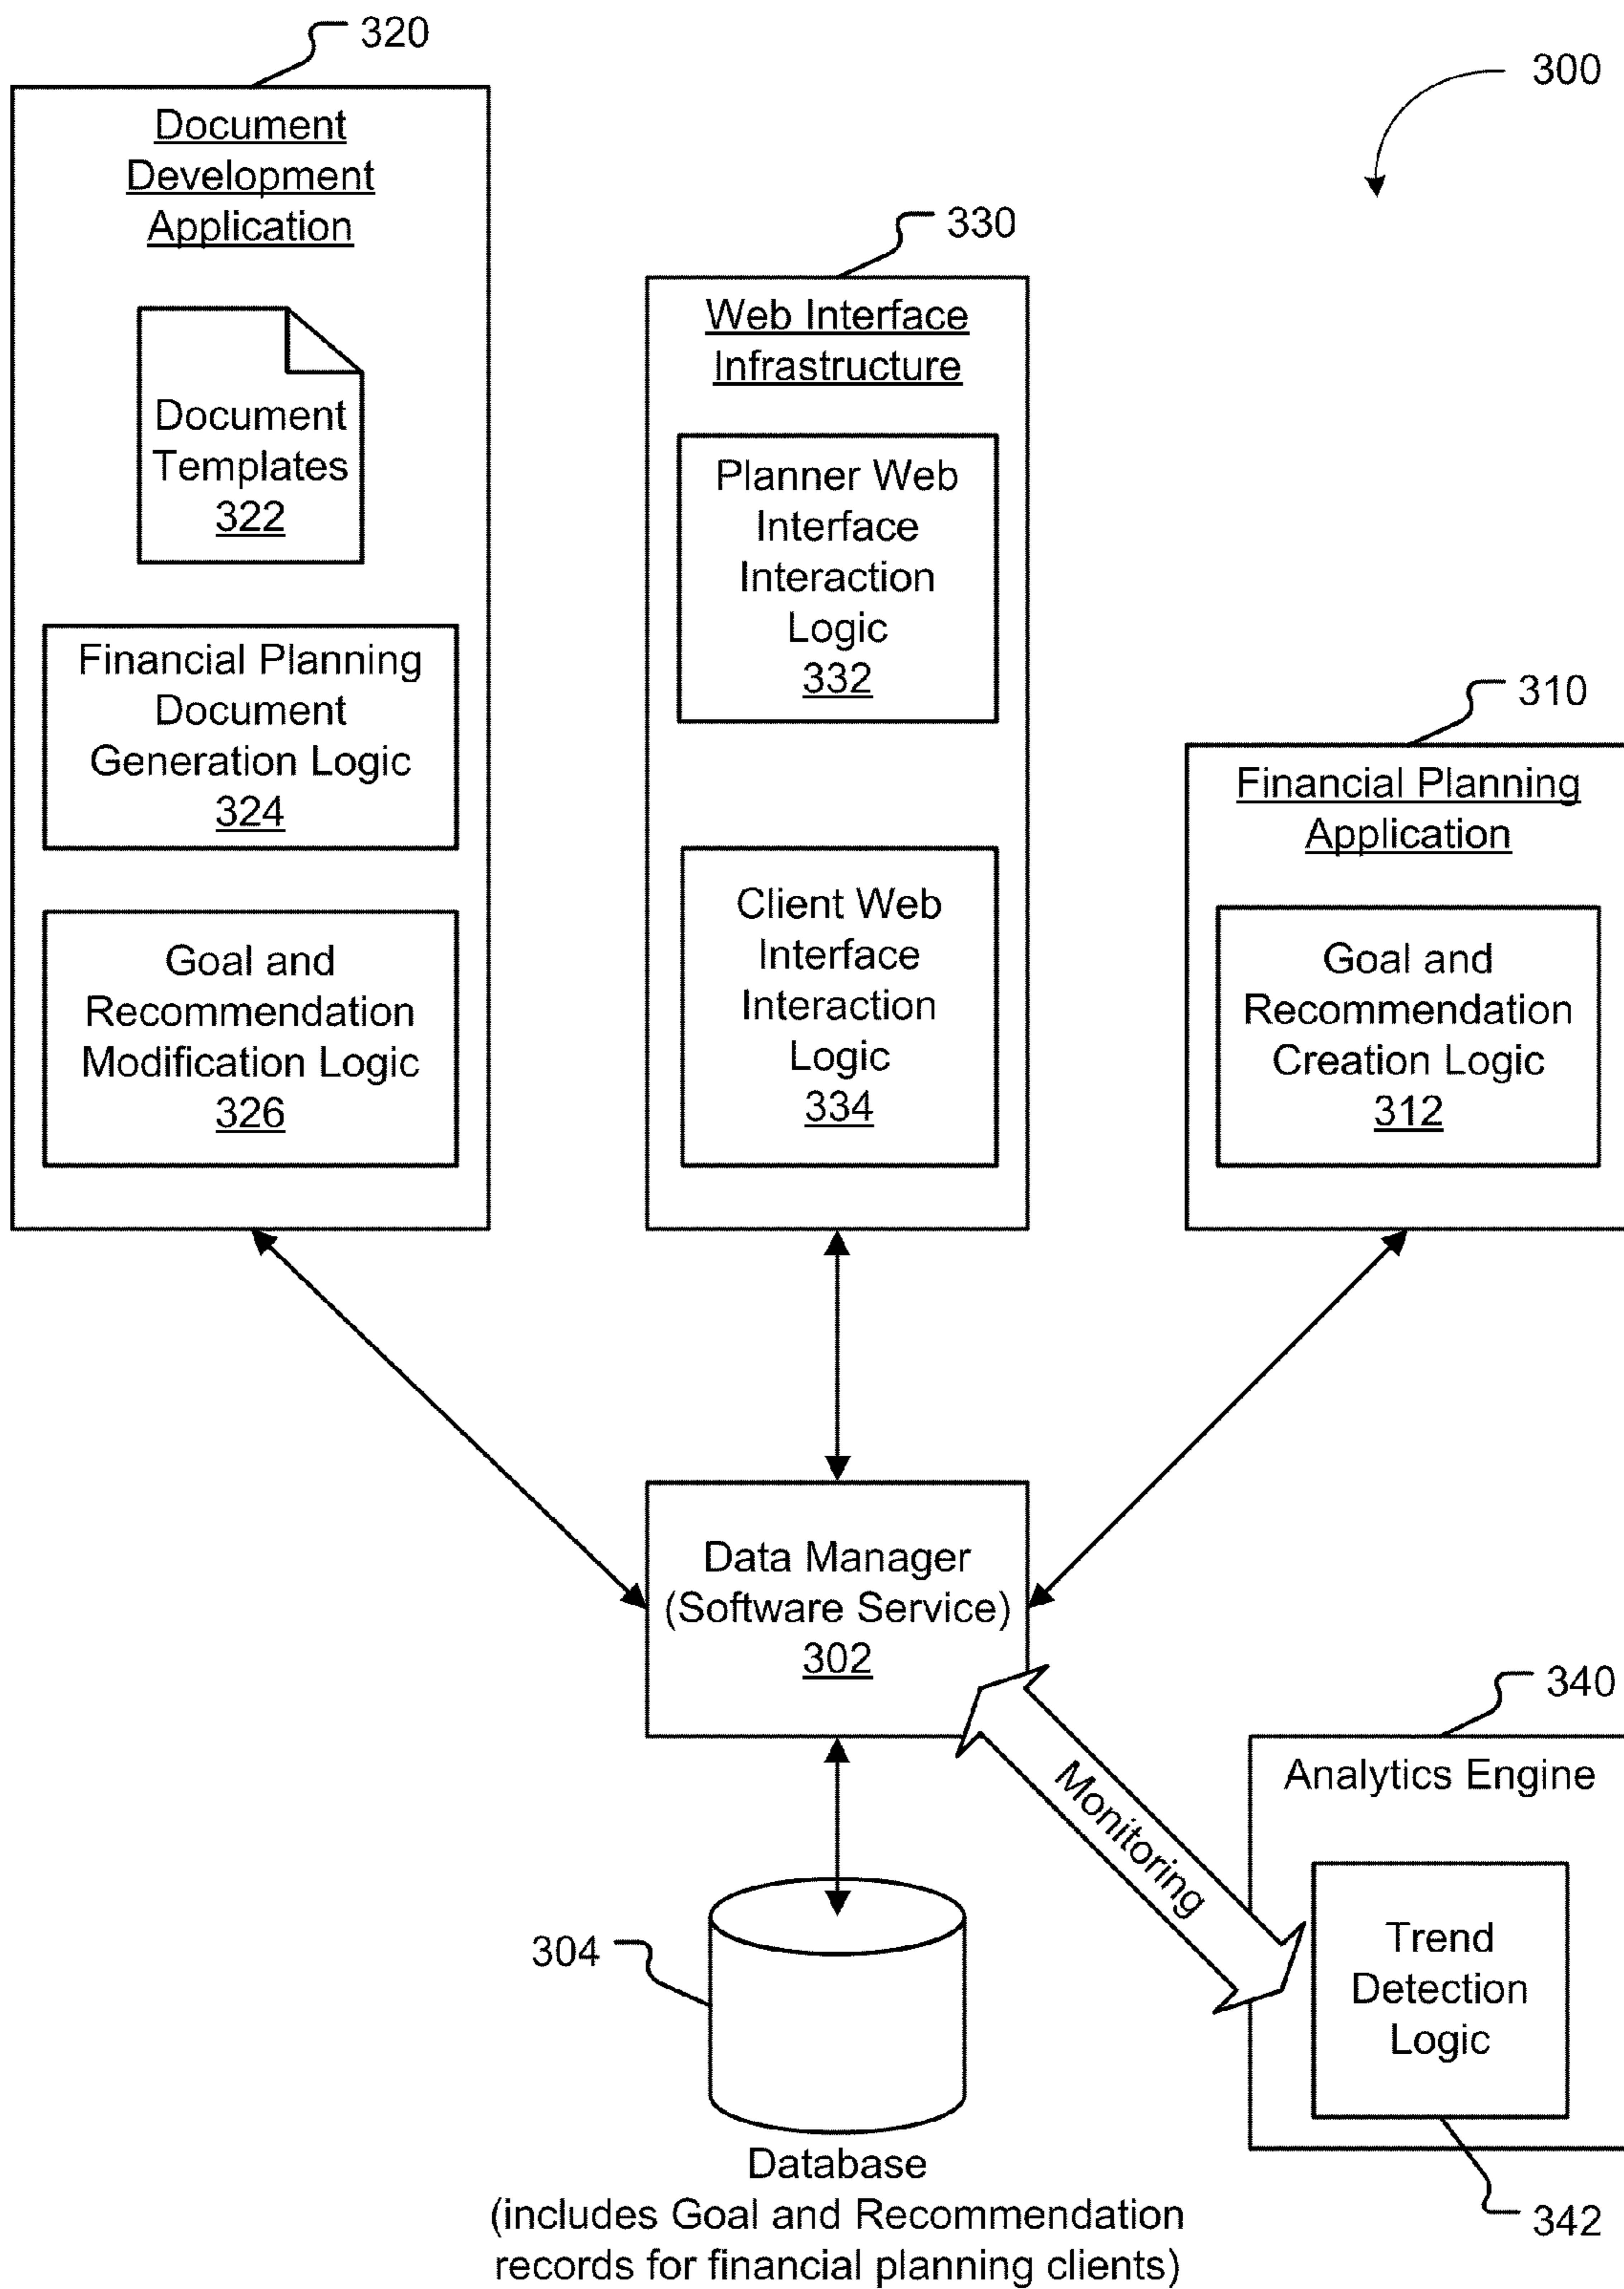 320
300
Document
Development
Application
Document
Templates
322
Financial Planning
Document
Generation Logic
324
Goal and
Recommendation
Modification Logic
326
330
Web Interface
Infrastructure
Planner Web
Interface
Interaction
Logic
332
Client Web
Interface
Interaction
Logic
334
310
Financial Planning
Application
Goal and
Recommendation
Creation Logic
312
Data Manager
(Software Service)
302
Monitoring
340
Analytics Engine
Trend
Detection
Logic
342
304
Database
(includes Goal and Recommendation
records for financial planning clients)